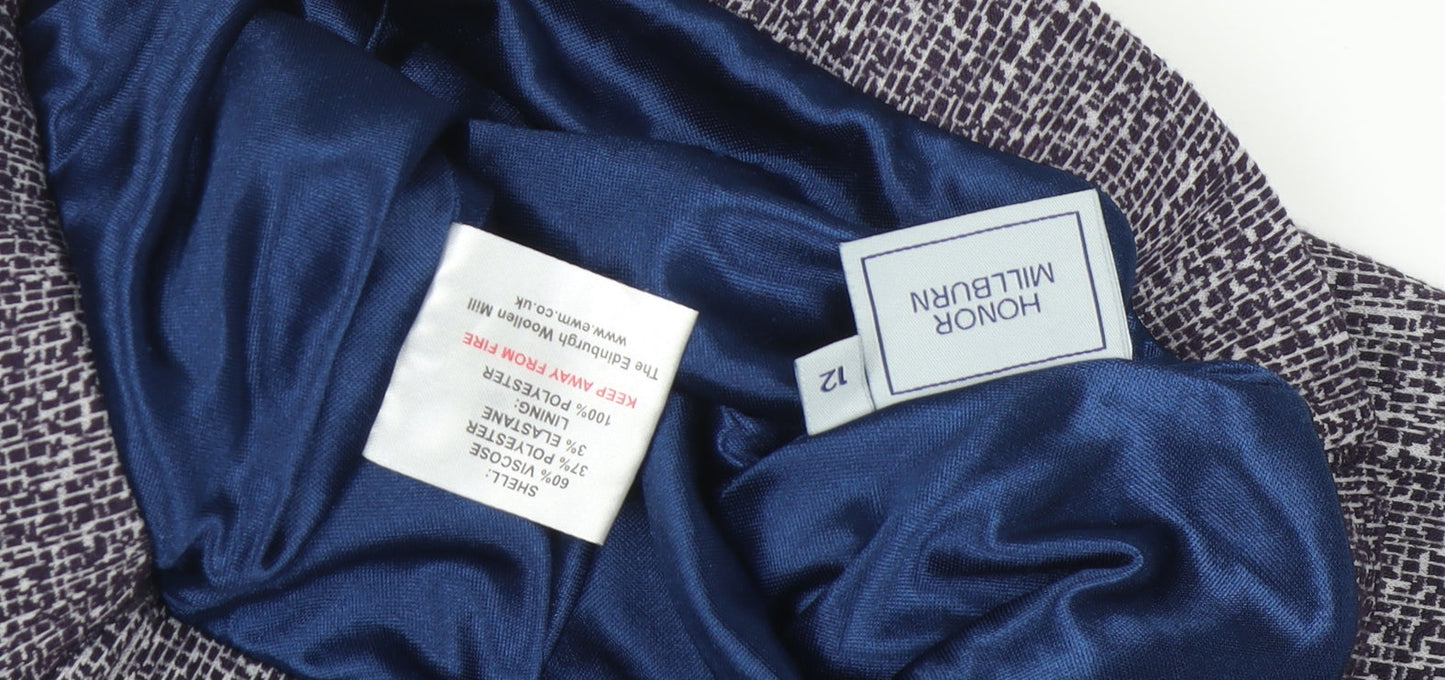 SHELL:
60% VISCOSE
37% POLYESTER
3% ELASTANE
LINING:
100% POLYESTER
KEEP AWAY FROM FIRE
The Edinburgh Woollen Mill
www.ewm.co.uk
HONOR
MILLBURN
12